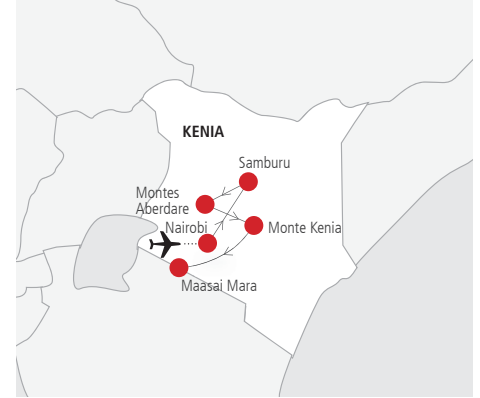 KENIA
Samburu
Montes
Aberdare
Nairobi
Monte Kenia
Maasai Mara